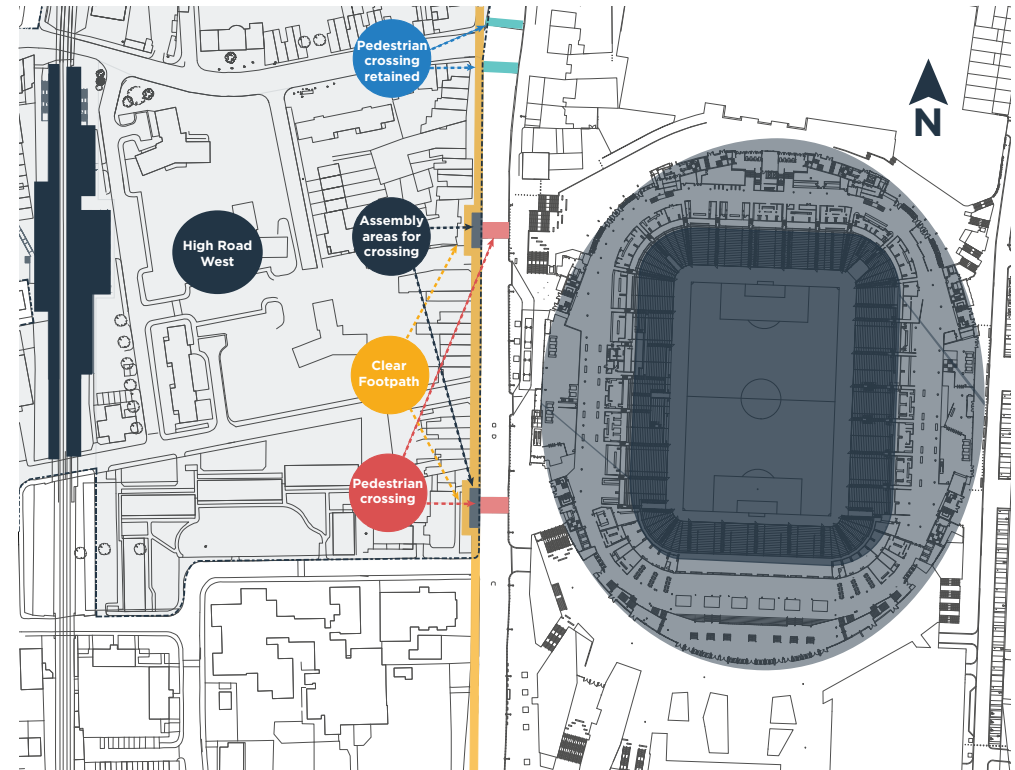 Pedestrian
crossing
retained
N
Assembly
areas for
crossing
High Road
West
Clear
Footpath
Pedestrian
crossing